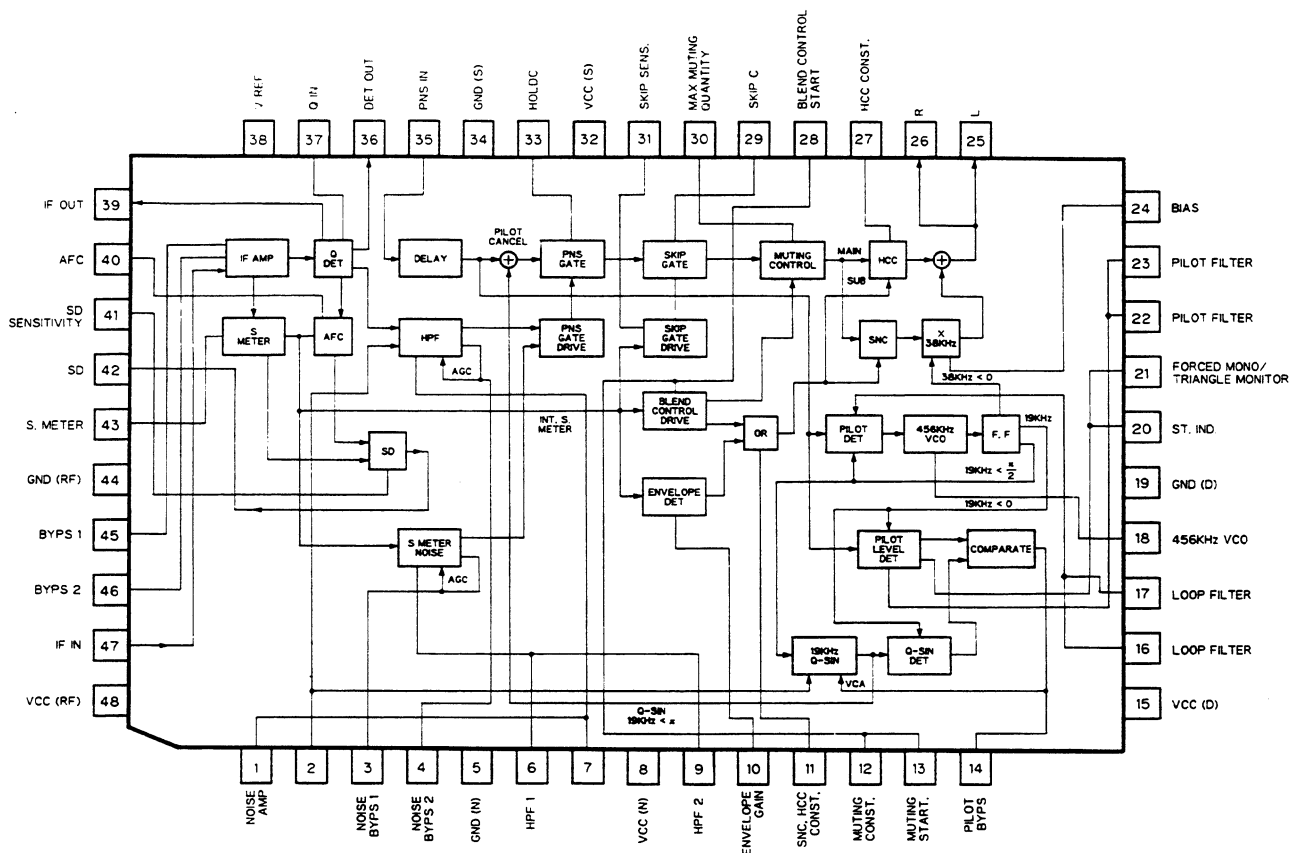 V REF
Q IN
DET OUT
PNS IN
GND (S)
HOLDC
VCC (S)
SKIP SENS.
MAX MUTING
QUANTITY
SKIP C
BLEND CONTROL
START
HCC CONST.
R
L
38
37
36
35
34
33
32
31
30
29
28
27
26
25
IF OUT
39
AFC
40
SD
SENSITIVITY
41
SD
42
S. METER
43
GND (RF)
44
BYPS 1
45
BYPS 2
46
IF IN
47
VCC (RF)
48
24
BIAS
23
PILOT FILTER
22
PILOT FILTER
21
FORCED MONO/
TRIANGLE MONITOR
20
ST. IND.
19
GND (D)
18
456KHz VCO
17
LOOP FILTER
16
LOOP FILTER
15
VCC (D)
IF AMP
Q
DET
DELAY
PILOT
CANCEL
PNS
GATE
SKIP
GATE
MUTING
CONTROL
MAIN
SUB
HCC
S
METER
AFC
HPF
AGC
PNS
GATE
DRIVE
SKIP
GATE
DRIVE
SNC
X
38KHz
38KHz < 0
BLEND
CONTROL
DRIVE
INT. S.
METER
OR
PILOT
DET
456KHz
VCO
F. F
19KHz
19KHz < π/2
19KHz < 0
SD
ENVELOPE
DET
S METER
NOISE
AGC
PILOT
LEVEL
DET
COMPARATE
19KHz
Q-SIN
VCA
Q-SIN
DET
Q-SIN
19KHz < π
1
2
3
4
5
6
7
8
9
10
11
12
13
14
NOISE
AMP
NOISE
BYPS 1
NOISE
BYPS 2
GND (N)
HPF 1
VCC (N)
HPF 2
ENVELOPE
GAIN
SNC, HCC
CONST.
MUTING
CONST.
MUTING
START.
PILOT
BYPS